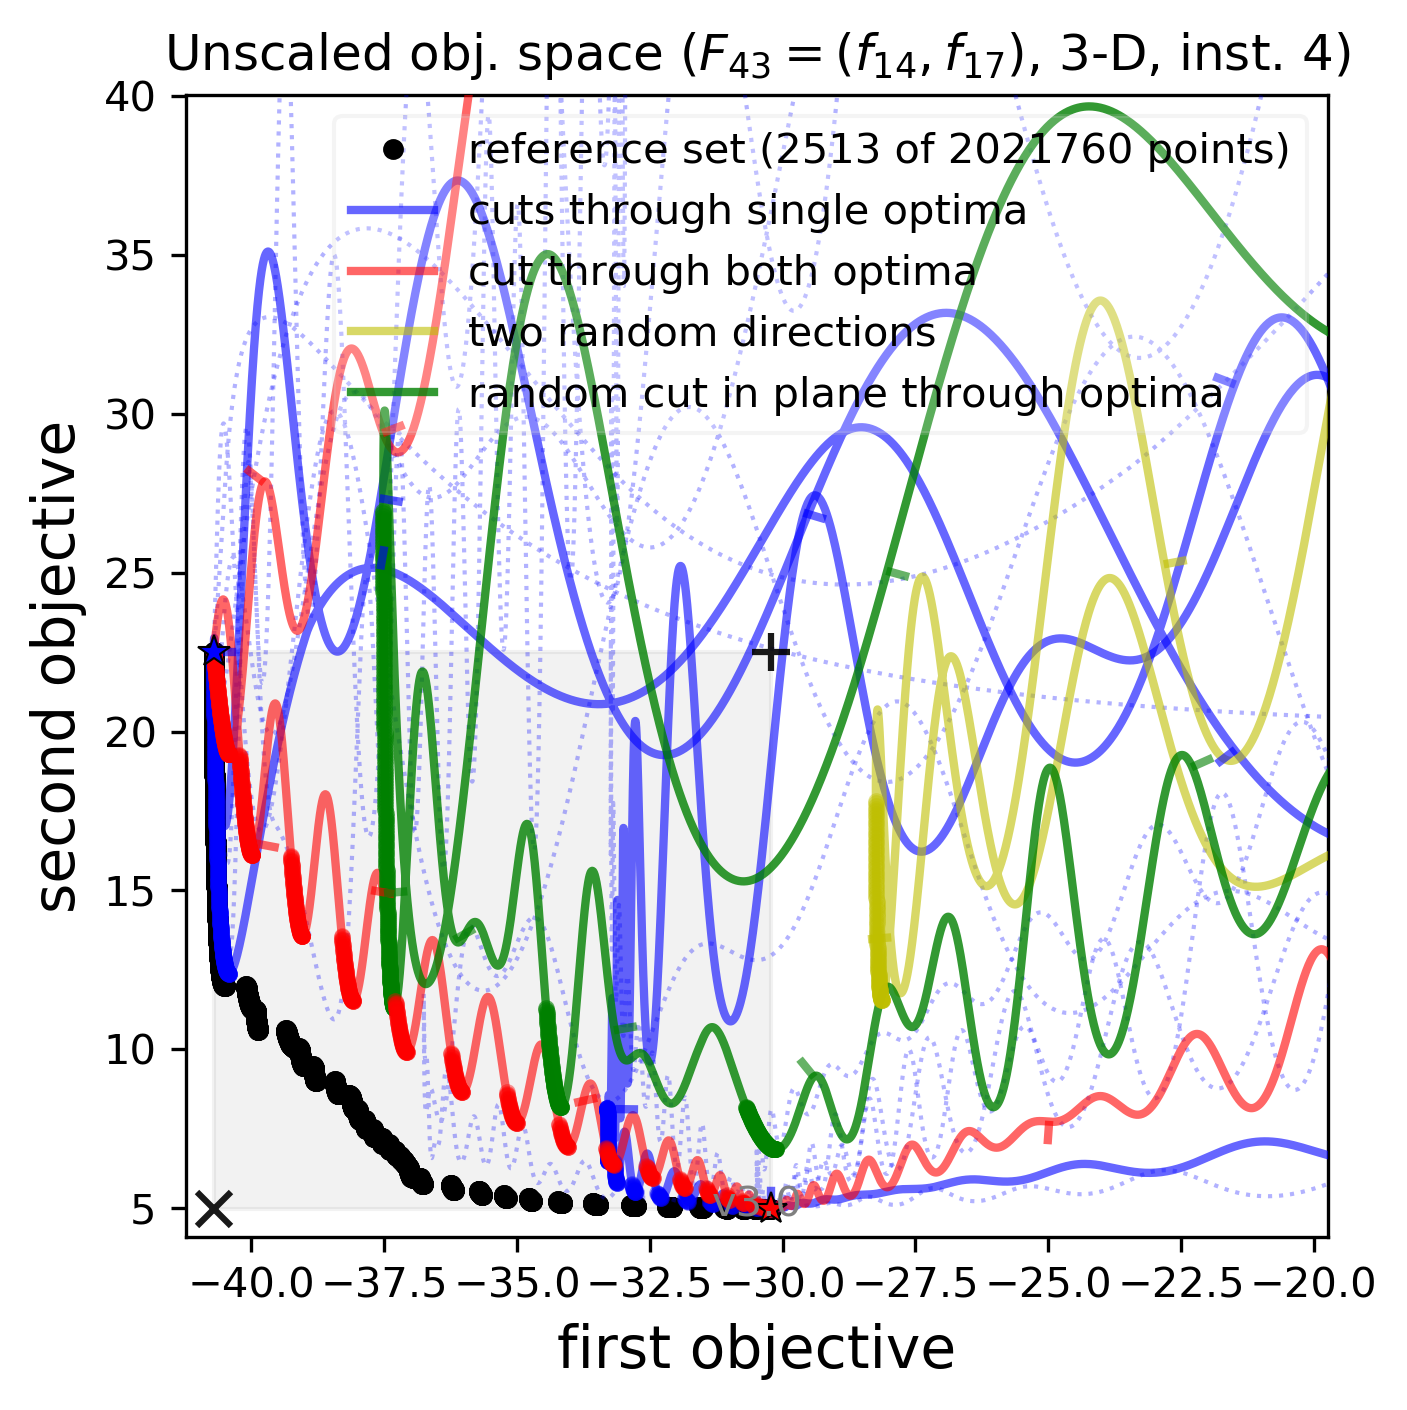 Unscaled obj. space (F₄₃ = (f₁₄, f₁₇), 3-D, inst. 4)
40
35
30
25
20
15
10
5
second objective
reference set (2513 of 2021760 points)
cuts through single optima
cut through both optima
two random directions
random cut in plane through optima
−40.0 −37.5 −35.0 −32.5 −30.0 −27.5 −25.0 −22.5 −20.0
first objective